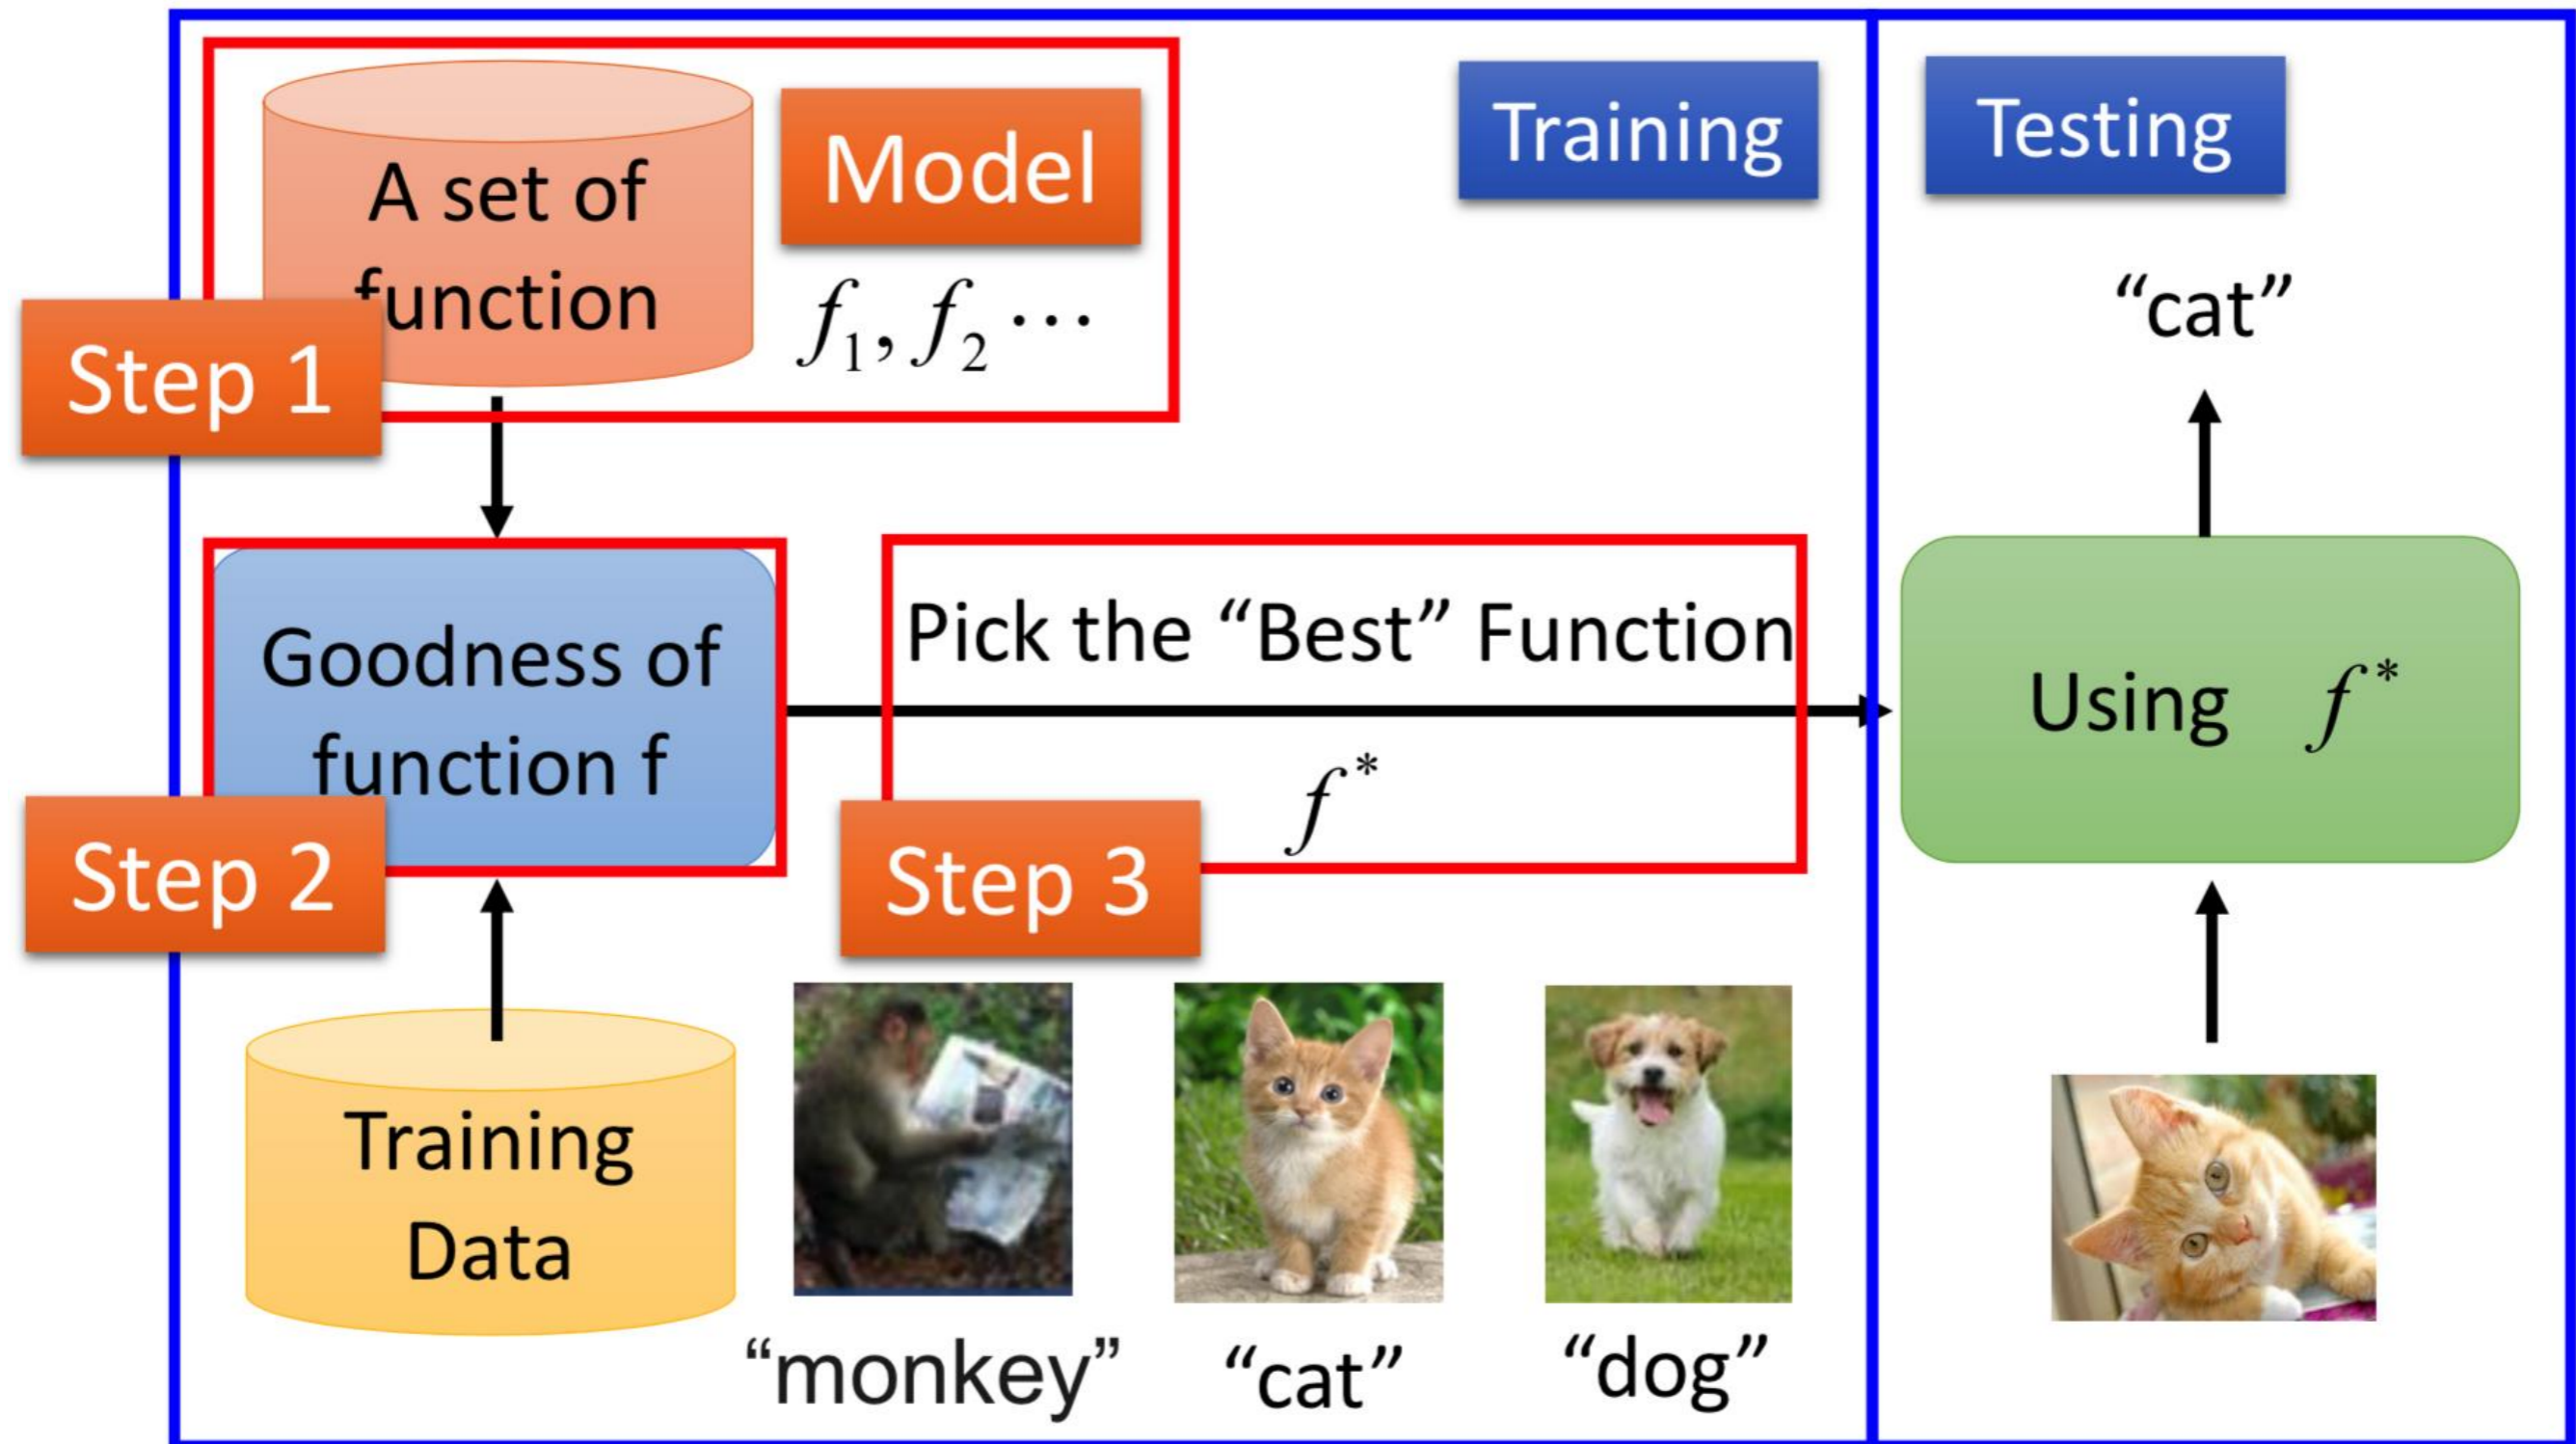 A set of
function
Model
f₁, f₂ ⋯
Step 1
Training
Testing
“cat”
Goodness of
function f
Step 2
Pick the “Best” Function
f*
Step 3
Using f*
Training
Data
“monkey”
“cat”
“dog”